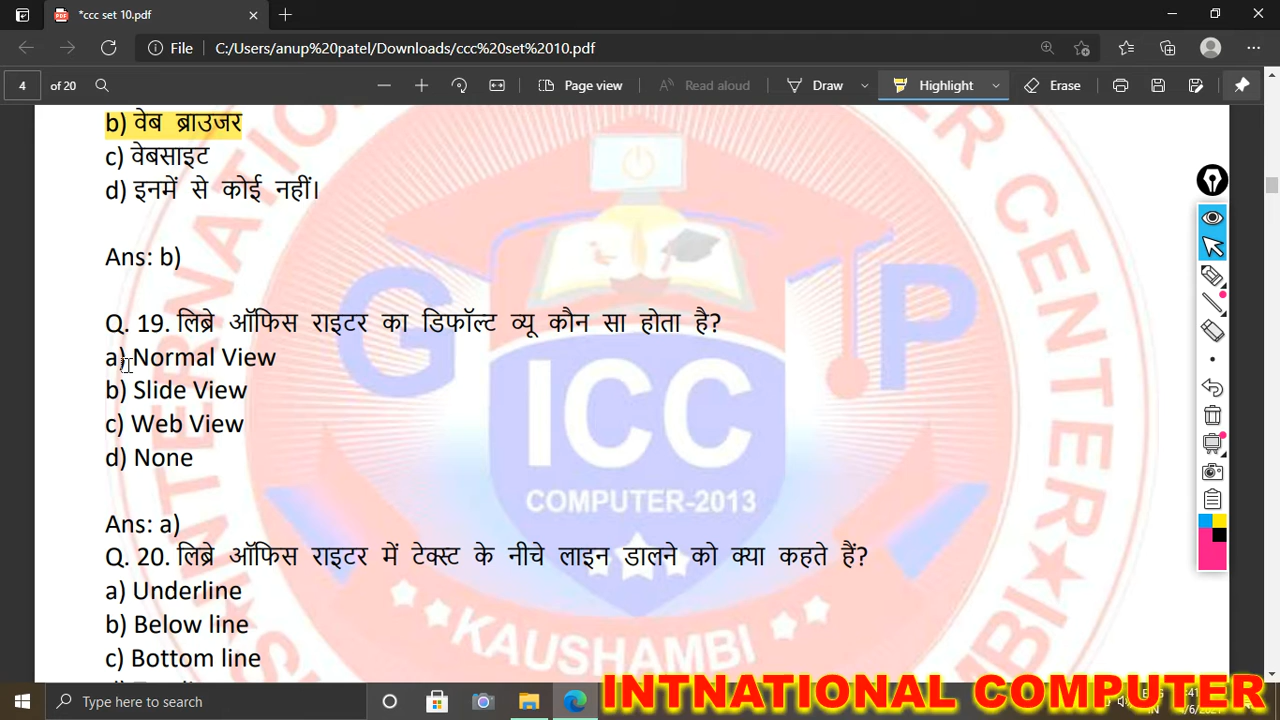 *ccc set 10.pdf
File C:/Users/anup%20patel/Downloads/ccc%20set%2010.pdf
4 of 20 Page view Read aloud Draw Highlight Erase
b) वेब ब्राउजर
c) वेबसाइट
d) इनमें से कोई नहीं।
Ans: b)
Q. 19. लिब्रे ऑफिस राइटर का डिफॉल्ट व्यू कौन सा होता है?
a) Normal View
b) Slide View
c) Web View
d) None
Ans: a)
Q. 20. लिब्रे ऑफिस राइटर में टेक्स्ट के नीचे लाइन डालने को क्या कहते हैं?
a) Underline
b) Below line
c) Bottom line
G P
ICC
COMPUTER-2013
KAUSHAMBI
INTERNATIONAL COMPUTER CENTER
Type here to search
INTNATIONAL COMPUTER